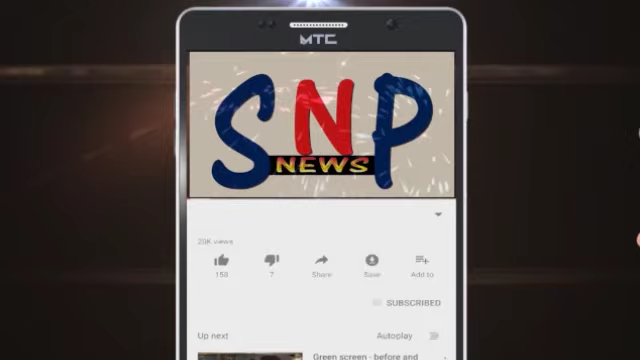 MTC
SNP
NEWS
20K views
158
7
Share
Save
Add to
SUBSCRIBED
Up next
Autoplay
Green screen - before and